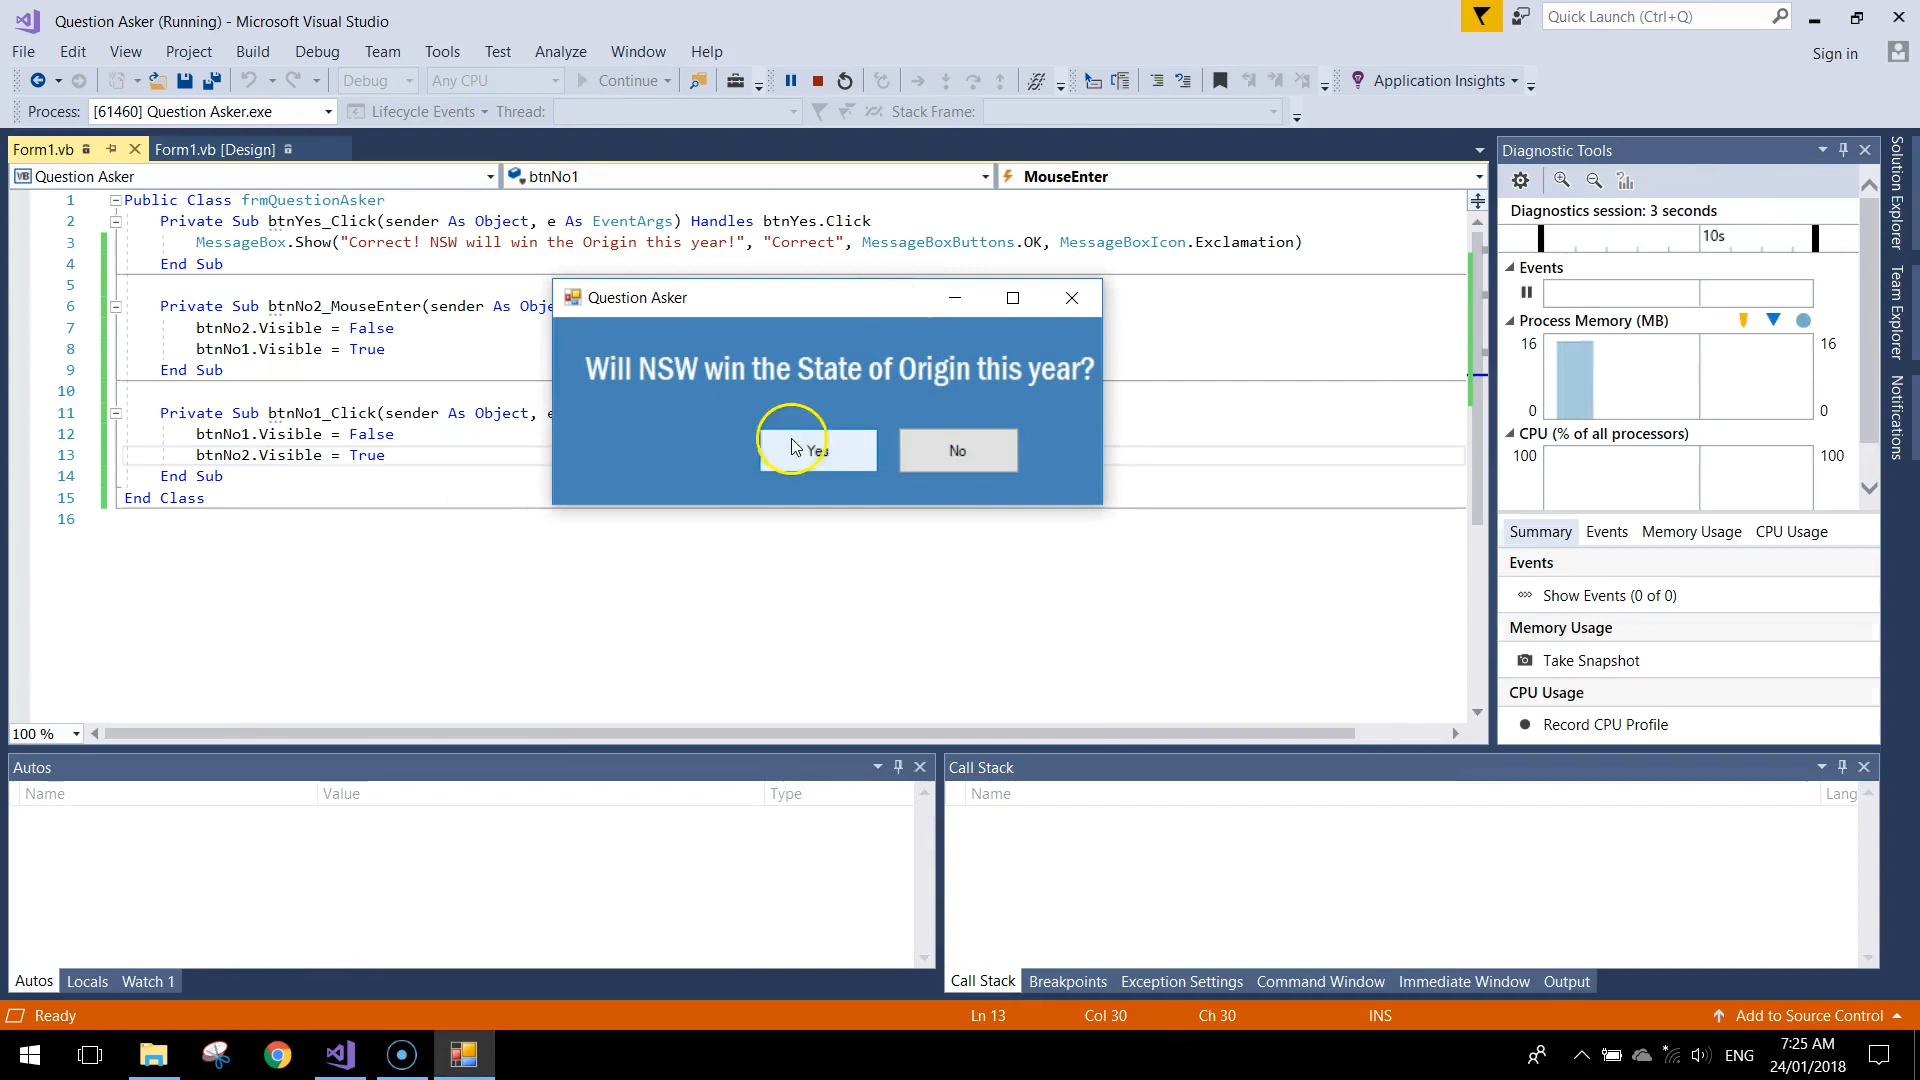 Question Asker (Running) - Microsoft Visual Studio
Quick Launch (Ctrl+Q)
File Edit View Project Build Debug Team Tools Test Analyze Window Help
Sign in
Debug Any CPU Continue Application Insights
Process: [61460] Question Asker.exe Lifecycle Events Thread: Stack Frame:
Form1.vb Form1.vb [Design]
VB Question Asker btnNo1 MouseEnter
1 Public Class frmQuestionAsker
2 Private Sub btnYes_Click(sender As Object, e As EventArgs) Handles btnYes.Click
3 MessageBox.Show("Correct! NSW will win the Origin this year!", "Correct", MessageBoxButtons.OK, MessageBoxIcon.Exclamation)
4 End Sub
5
6 Private Sub btnNo2_MouseEnter(sender As Obje
7 btnNo2.Visible = False
8 btnNo1.Visible = True
9 End Sub
10
11 Private Sub btnNo1_Click(sender As Object, e
12 btnNo1.Visible = False
13 btnNo2.Visible = True
14 End Sub
15 End Class
16
Question Asker
Will NSW win the State of Origin this year?
Yes No
100 %
Diagnostic Tools
Diagnostics session: 3 seconds
10s
Events
Process Memory (MB)
16 16
0 0
CPU (% of all processors)
100 100
Summary Events Memory Usage CPU Usage
Events
Show Events (0 of 0)
Memory Usage
Take Snapshot
CPU Usage
Record CPU Profile
Solution Explorer
Team Explorer
Notifications
Autos
Name Value Type
Autos Locals Watch 1
Call Stack
Name Lang
Call Stack Breakpoints Exception Settings Command Window Immediate Window Output
Ready Ln 13 Col 30 Ch 30 INS Add to Source Control
ENG
7:25 AM
24/01/2018